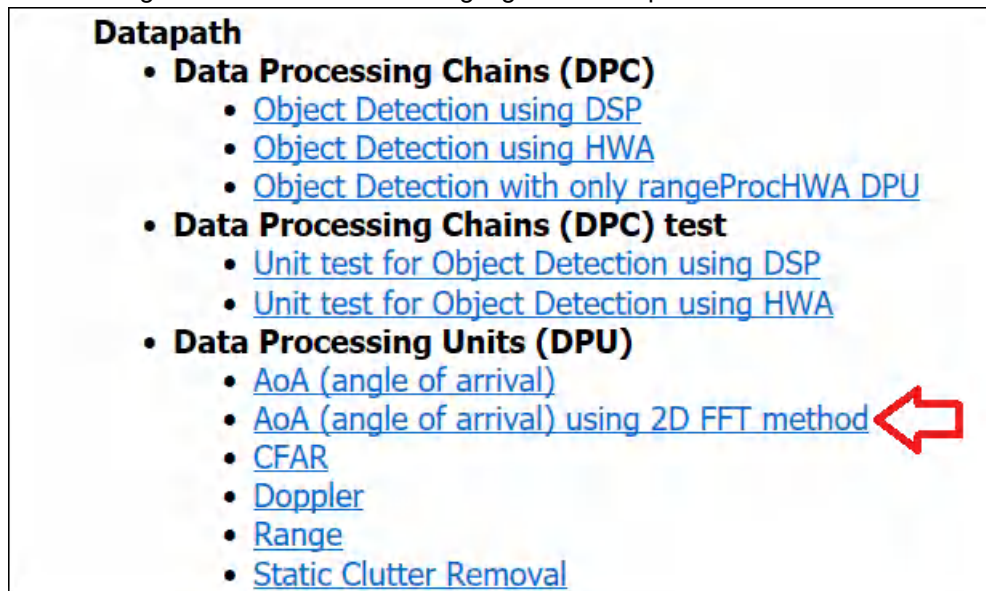 Datapath
• Data Processing Chains (DPC)
• Object Detection using DSP
• Object Detection using HWA
• Object Detection with only rangeProcHWA DPU
• Data Processing Chains (DPC) test
• Unit test for Object Detection using DSP
• Unit test for Object Detection using HWA
• Data Processing Units (DPU)
• AoA (angle of arrival)
• AoA (angle of arrival) using 2D FFT method
• CFAR
• Doppler
• Range
• Static Clutter Removal